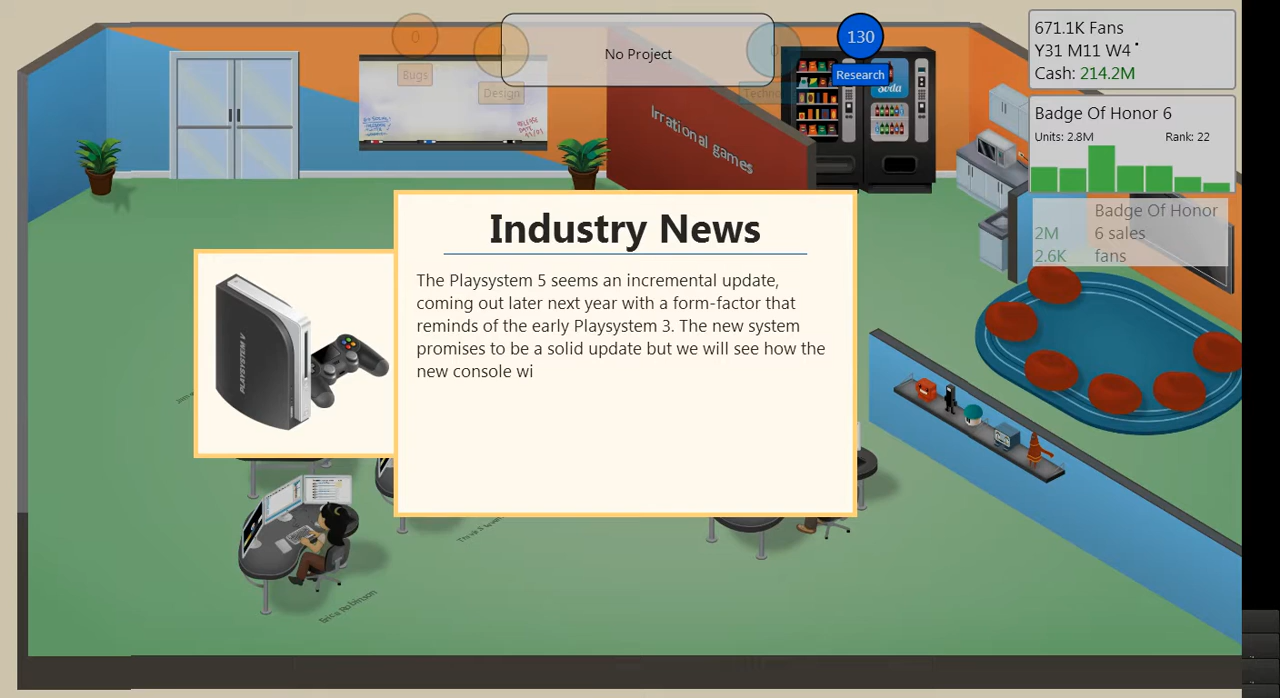 0
Bugs
0
Design
No Project
0
130
Research
671.1K Fans
Y31 M11 W4
Cash: 214.2M
Badge Of Honor 6
Units: 2.8M
Rank: 22
Badge Of Honor
2M
6 sales
2.6K
fans
Soda
Irrational games
RELEASE
DATE
Industry News
The Playsystem 5 seems an incremental update,
coming out later next year with a form-factor that
reminds of the early Playsystem 3. The new system
promises to be a solid update but we will see how the
new console wi
PLAYSYSTEM V